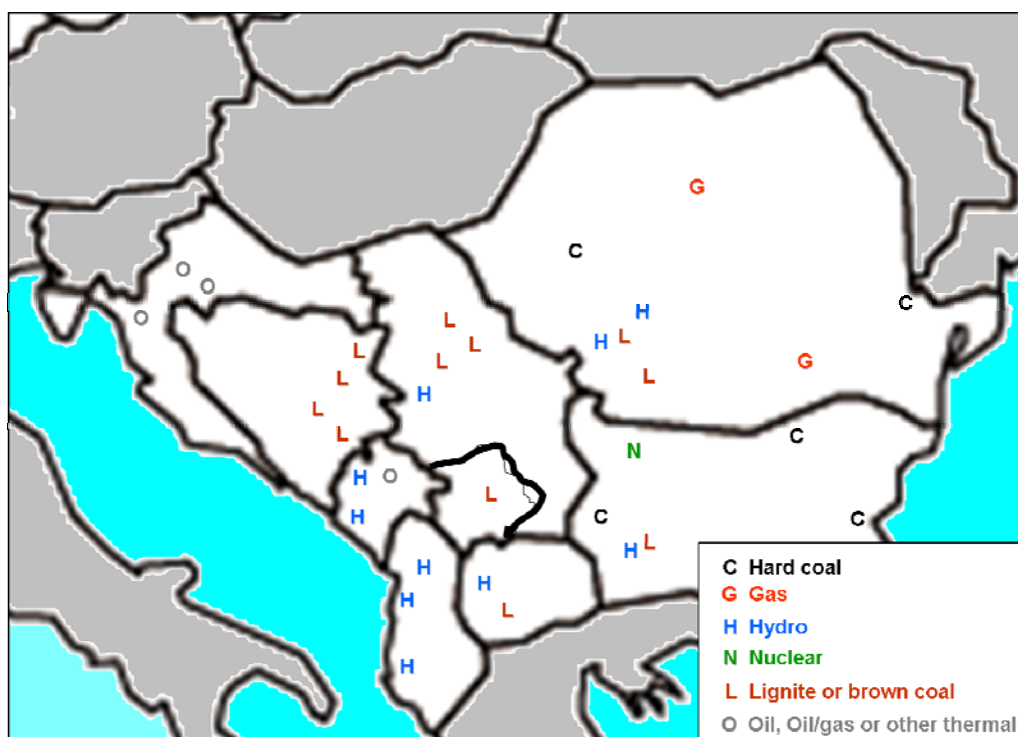 G
C
O
O
C
H
O
L
L
H
L
L
G
L
L
L
H
L
L
C
L
N
H
O
L
H
C
C
L
H
H
H
H
L
H
C Hard coal
G Gas
H Hydro
N Nuclear
L Lignite or brown coal
O Oil, Oil/gas or other thermal